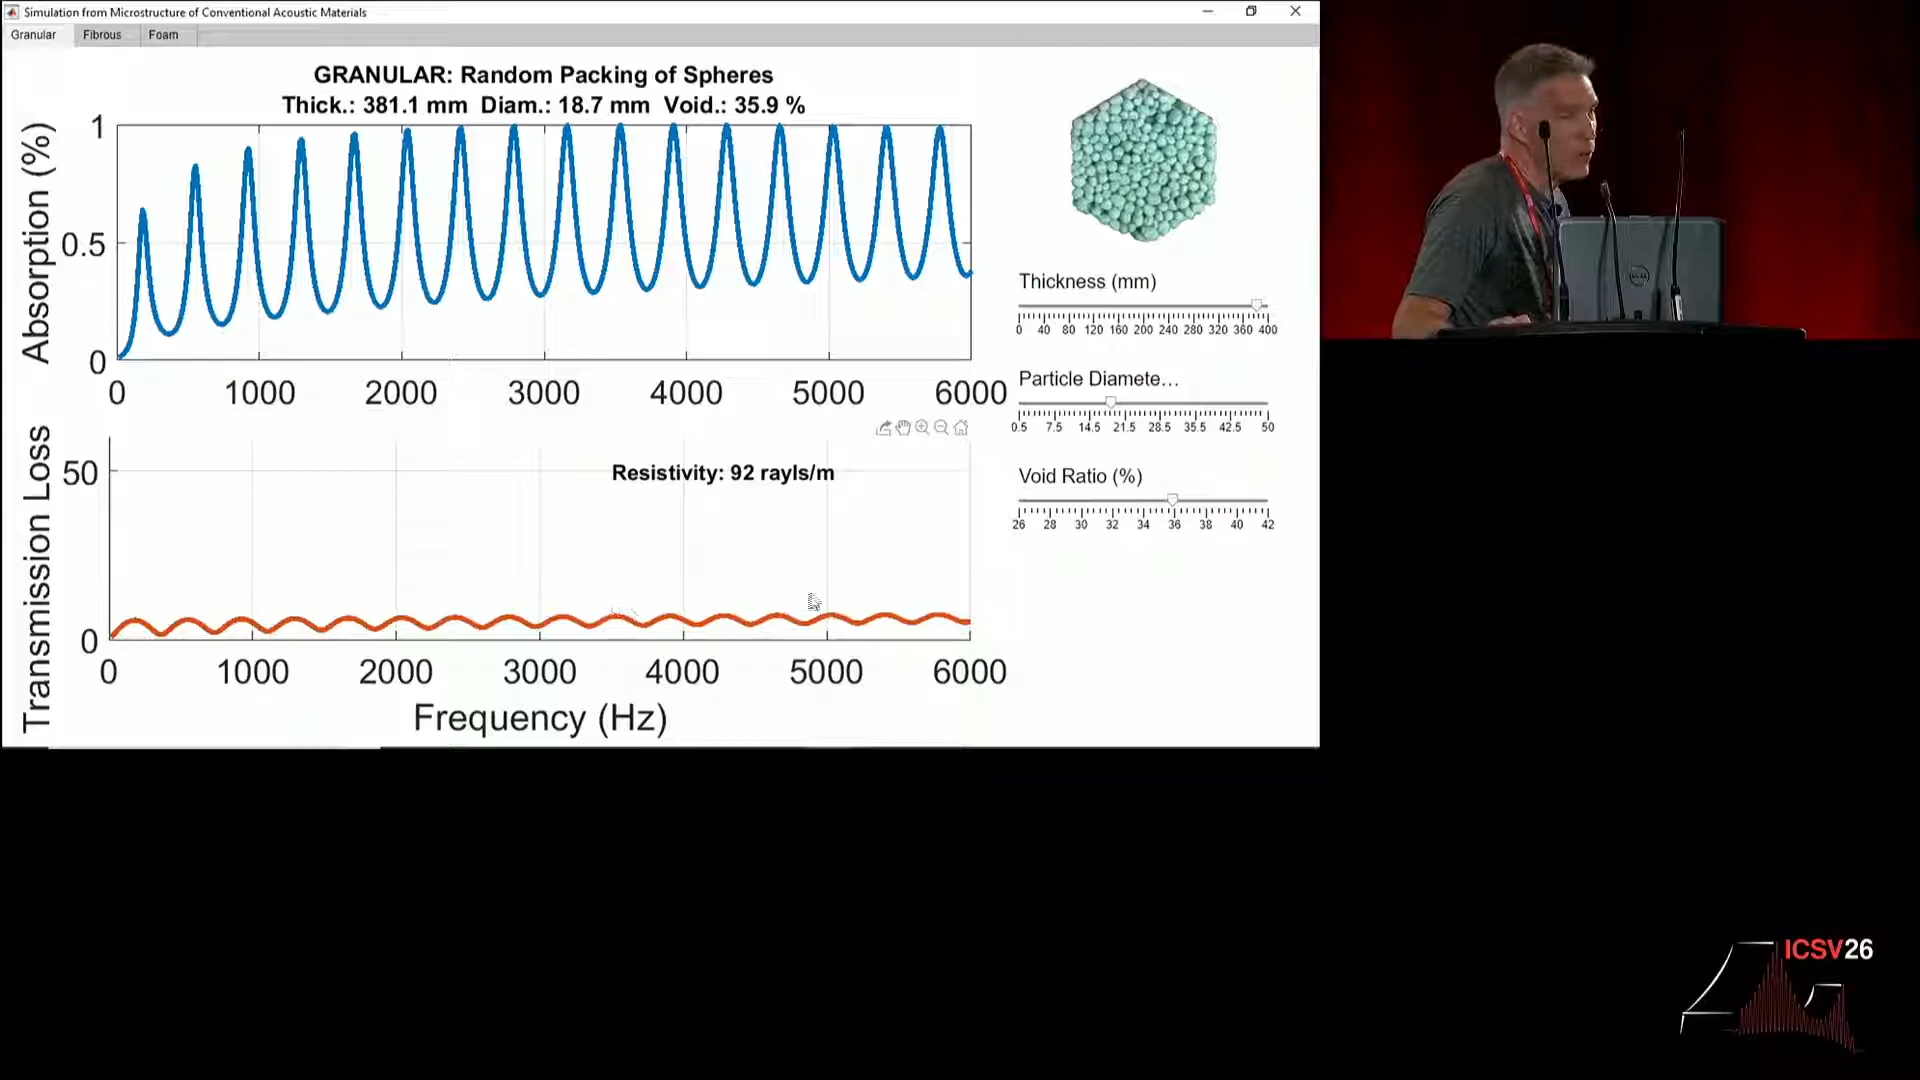 Simulation from Microstructure of Conventional Acoustic Materials
Granular Fibrous Foam
GRANULAR: Random Packing of Spheres
Thick.: 381.1 mm Diam.: 18.7 mm Void.: 35.9 %
Absorption (%)
1
0.5
0
0 1000 2000 3000 4000 5000 6000
Transmission Loss
50
0
Resistivity: 92 rayls/m
0 1000 2000 3000 4000 5000 6000
Frequency (Hz)
Thickness (mm)
0 40 80 120 160 200 240 280 320 360 400
Particle Diamete...
0.5 7.5 14.5 21.5 28.5 35.5 42.5 50
Void Ratio (%)
26 28 30 32 34 36 38 40 42
DELL
ICSV26